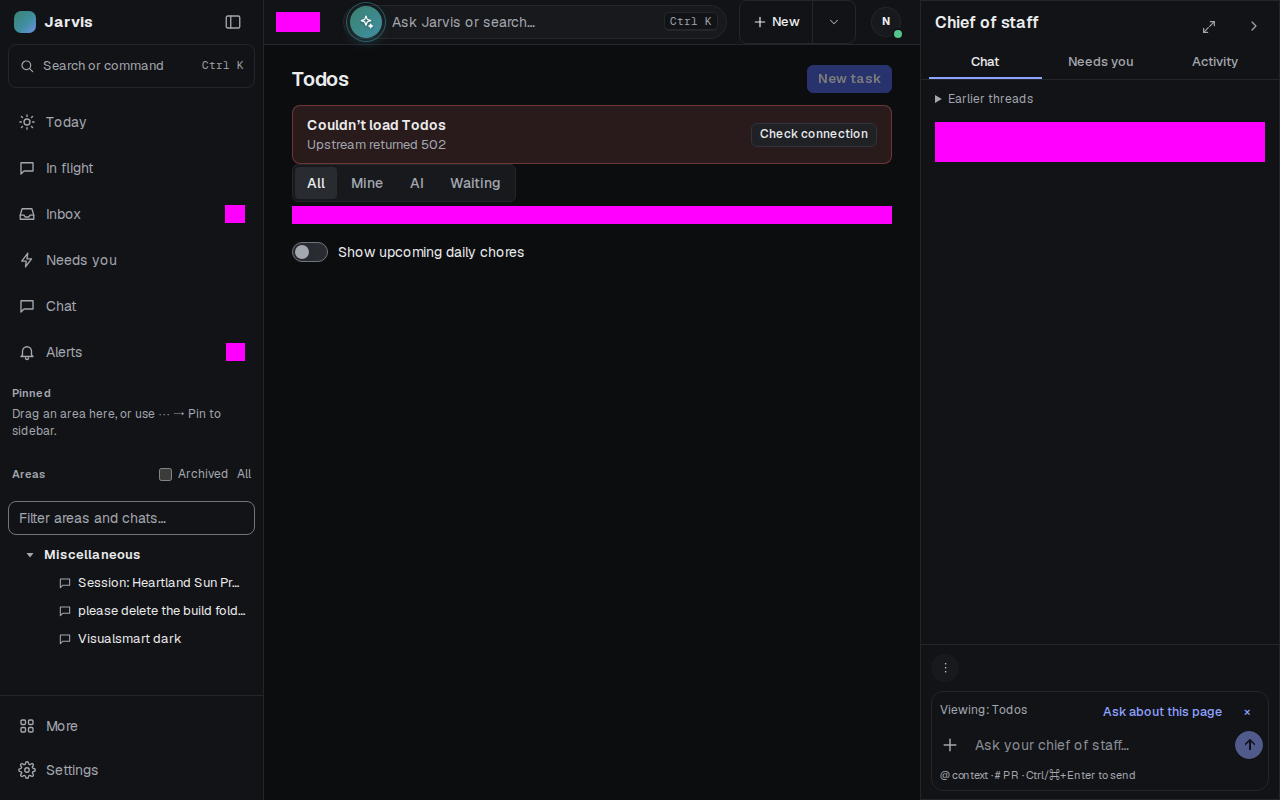 Jarvis
Search or command Ctrl K
Today
In flight
Inbox
Needs you
Chat
Alerts
Pinned
Drag an area here, or use ··· → Pin to
sidebar.
Areas
Archived All
Filter areas and chats…
Miscellaneous
Session: Heartland Sun Pr…
please delete the build fold…
Visualsmart dark
More
Settings
Ask Jarvis or search… Ctrl K
New
N
Todos
New task
Couldn't load Todos
Upstream returned 502
Check connection
All Mine AI Waiting
Show upcoming daily chores
Chief of staff
Chat Needs you Activity
Earlier threads
Viewing: Todos
Ask about this page ×
Ask your chief of staff…
@ context · # PR · Ctrl/⌘+Enter to send